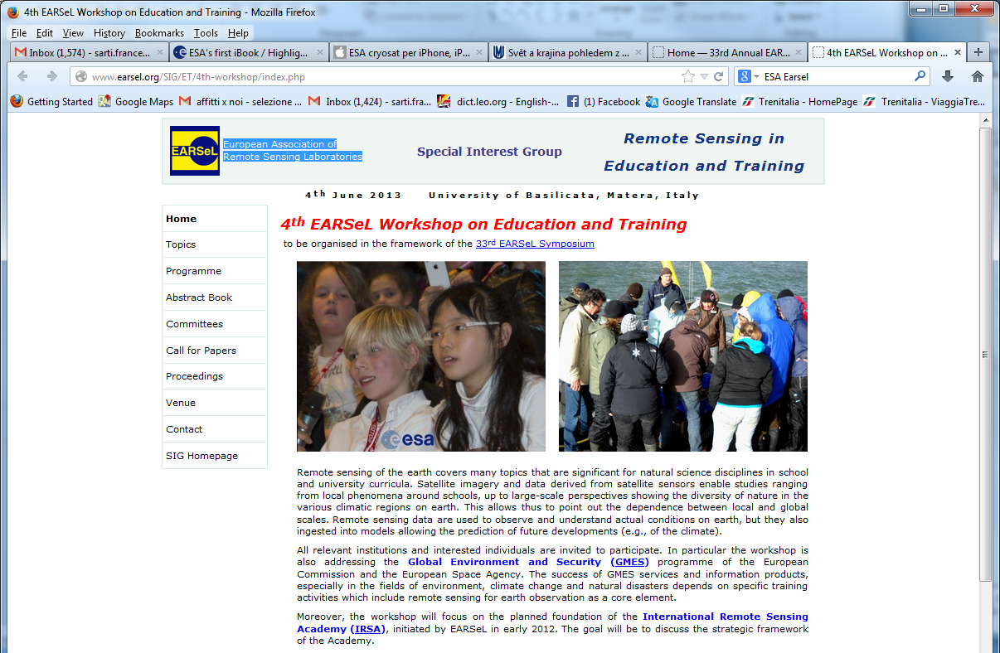 4th EARSeL Workshop on Education and Training - Mozilla Firefox
File Edit View History Bookmarks Tools Help
Inbox (1,574) - sarti.france...
ESA's first iBook / Highlig...
ESA cryosat per iPhone, iP...
Svět a krajina pohledem z ...
Home — 33rd Annual EAR...
4th EARSeL Workshop on ...
www.earsel.org/SIG/ET/4th-workshop/index.php
ESA Earsel
Getting Started Google Maps affitti x noi - selezione ... Inbox (1,424) - sarti.fra... dict.leo.org - English-... (1) Facebook Google Translate Trenitalia - HomePage Trenitalia - ViaggiaTre...
EARSeL
European Association of
Remote Sensing Laboratories
Special Interest Group
Remote Sensing in
Education and Training
4th June 2013 University of Basilicata, Matera, Italy
Home
Topics
Programme
Abstract Book
Committees
Call for Papers
Proceedings
Venue
Contact
SIG Homepage
4th EARSeL Workshop on Education and Training
to be organised in the framework of the 33rd EARSeL Symposium
esa
Remote sensing of the earth covers many topics that are significant for natural science disciplines in school
and university curricula. Satellite imagery and data derived from satellite sensors enable studies ranging
from local phenomena around schools, up to large-scale perspectives showing the diversity of nature in the
various climatic regions on earth. This allows thus to point out the dependence between local and global
scales. Remote sensing data are used to observe and understand actual conditions on earth, but they also
ingested into models allowing the prediction of future developments (e.g., of the climate).
All relevant institutions and interested individuals are invited to participate. In particular the workshop is
also addressing the Global Environment and Security (GMES) programme of the European
Commission and the European Space Agency. The success of GMES services and information products,
especially in the fields of environment, climate change and natural disasters depends on specific training
activities which include remote sensing for earth observation as a core element.
Moreover, the workshop will focus on the planned foundation of the International Remote Sensing
Academy (IRSA), initiated by EARSeL in early 2012. The goal will be to discuss the strategic framework
of the Academy.